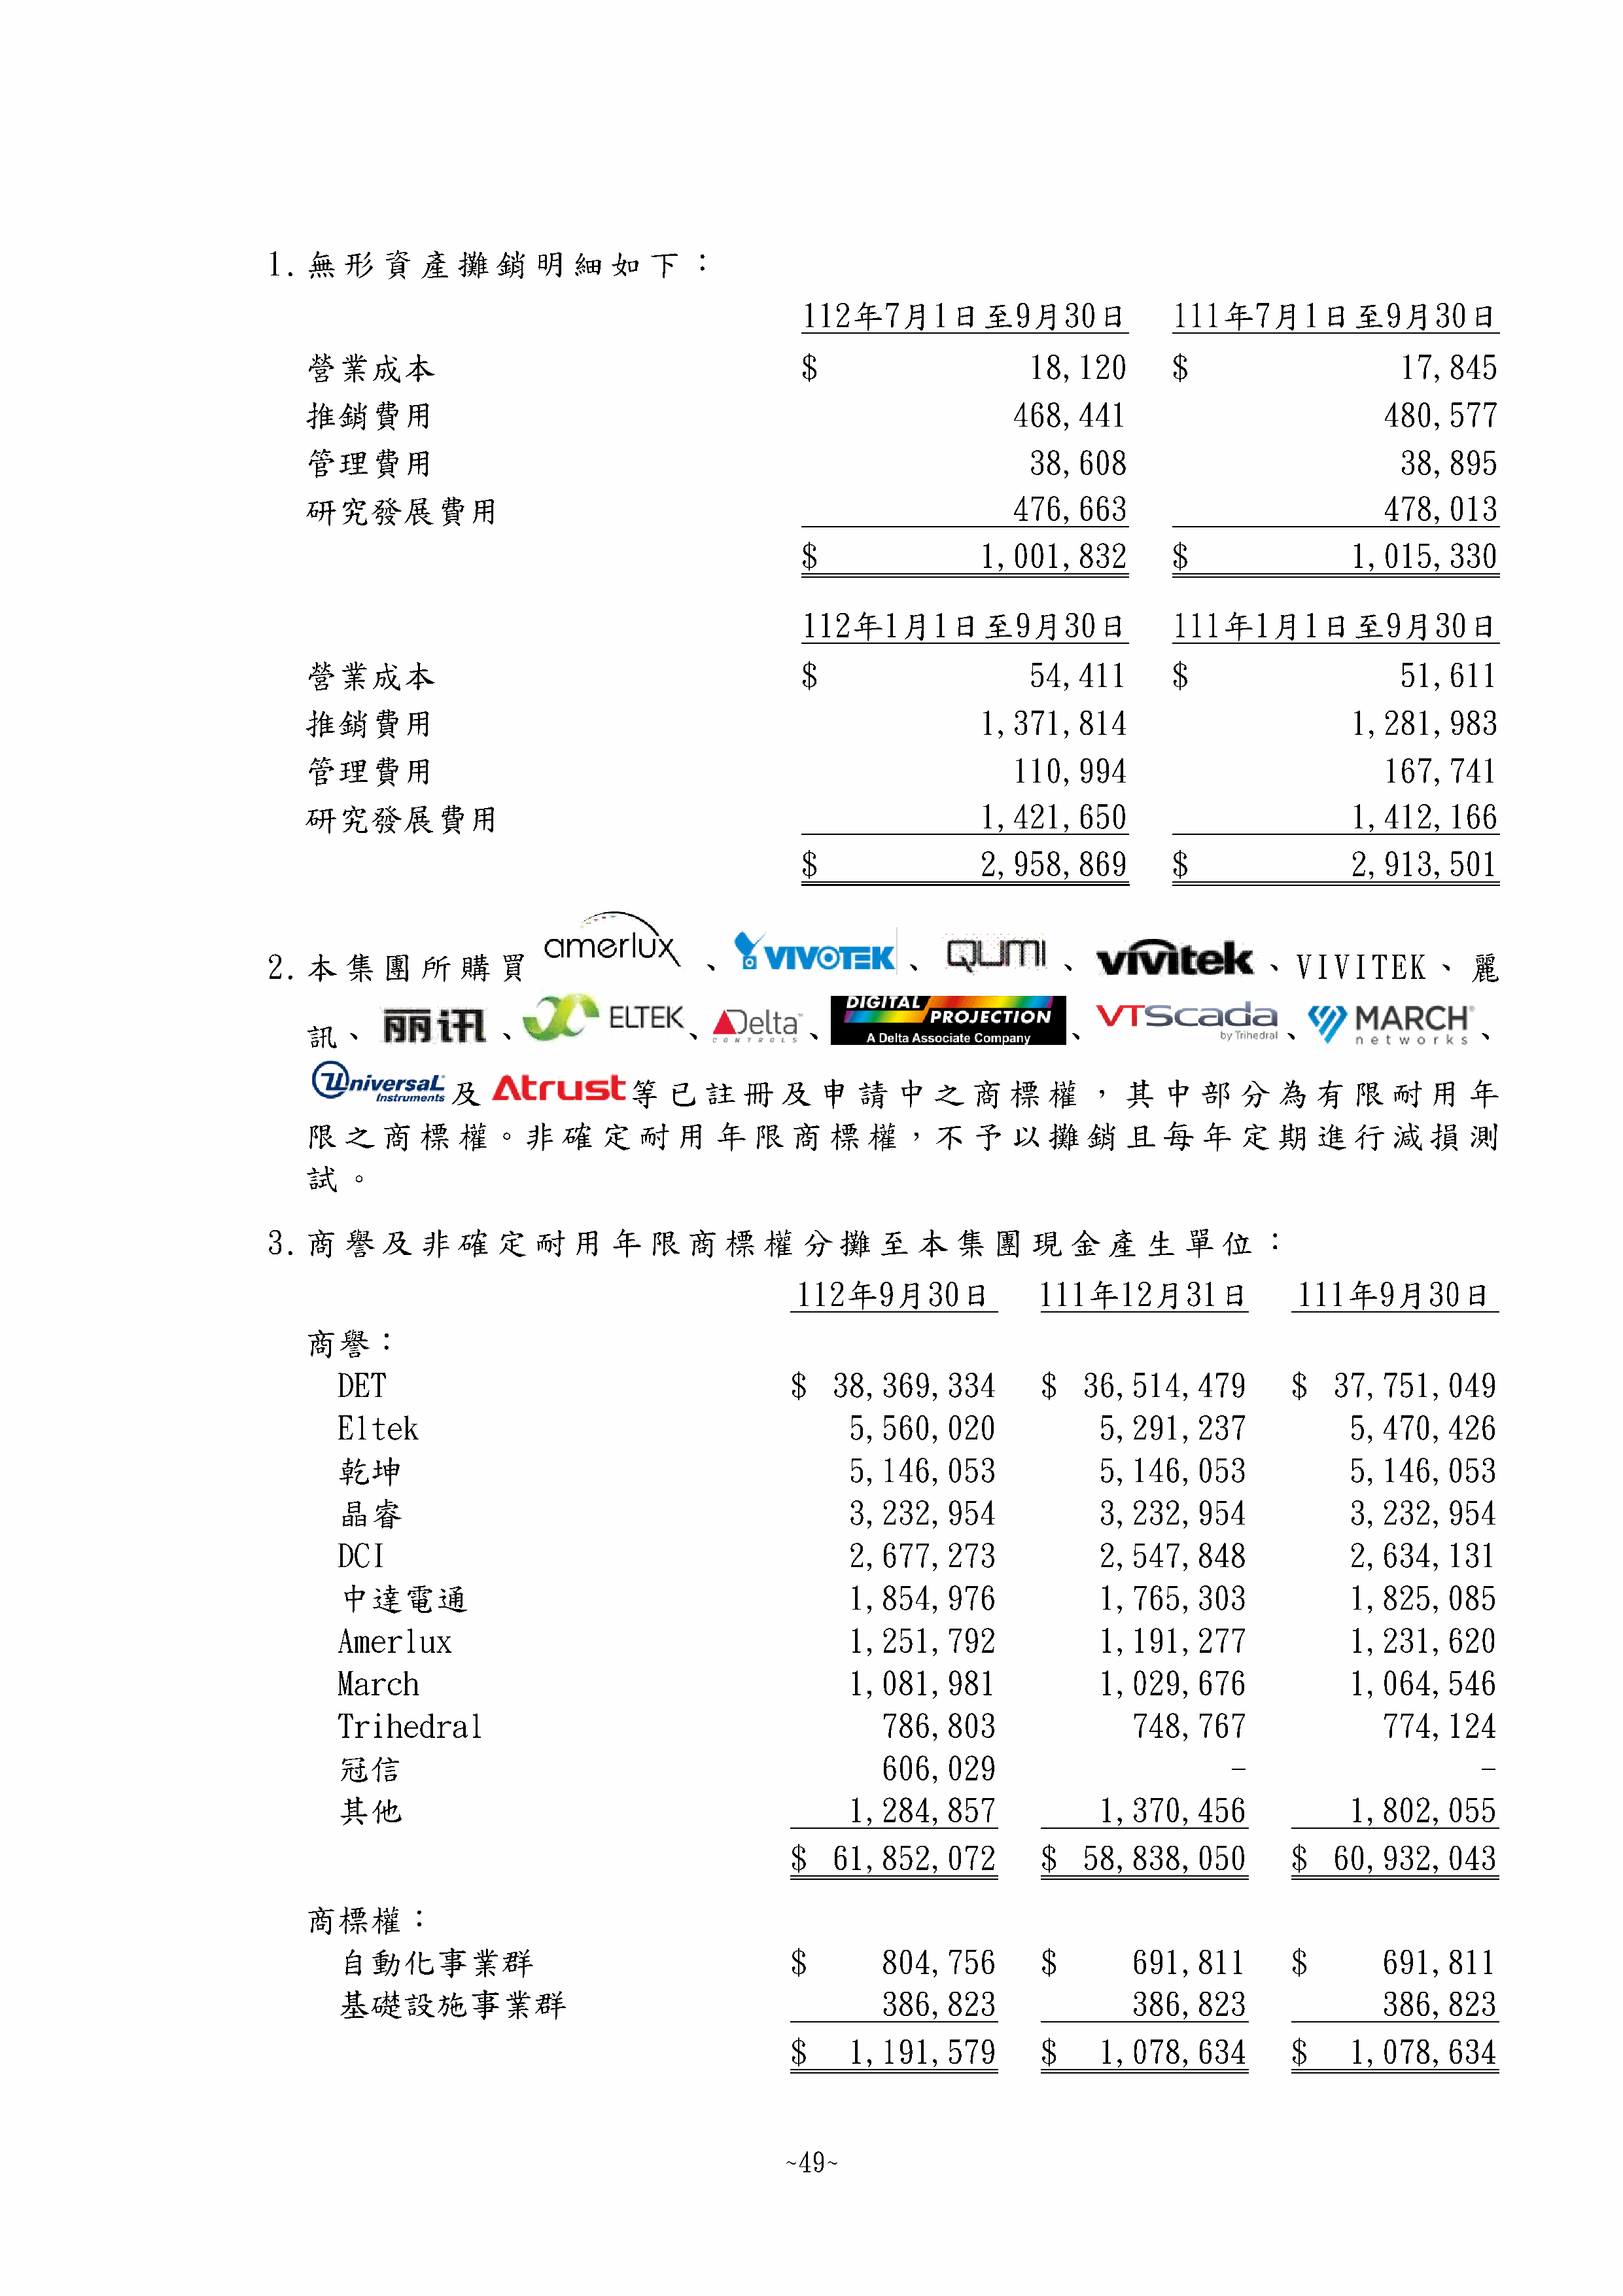 1.無形資產攤銷明細如下：
112年7月1日至9月30日 111年7月1日至9月30日
營業成本 $ 18,120 $ 17,845
推銷費用 468,441 480,577
管理費用 38,608 38,895
研究發展費用 476,663 478,013
$ 1,001,832 $ 1,015,330
112年1月1日至9月30日 111年1月1日至9月30日
營業成本 $ 54,411 $ 51,611
推銷費用 1,371,814 1,281,983
管理費用 110,994 167,741
研究發展費用 1,421,650 1,412,166
$ 2,958,869 $ 2,913,501
2.本集團所購買 amerlux、VIVOTEK、QUMI、vivitek、VIVITEK、麗
訊、丽讯、ELTEK、Delta CONTROLS、DIGITAL PROJECTION A Delta Associate Company、VTScada by Trihedral、MARCH networks、
Universal Instruments及Atrust等已註冊及申請中之商標權，其中部分為有限耐用年
限之商標權。非確定耐用年限商標權，不予以攤銷且每年定期進行減損測
試。
3.商譽及非確定耐用年限商標權分攤至本集團現金產生單位：
112年9月30日 111年12月31日 111年9月30日
商譽：
DET $ 38,369,334 $ 36,514,479 $ 37,751,049
Eltek 5,560,020 5,291,237 5,470,426
乾坤 5,146,053 5,146,053 5,146,053
晶睿 3,232,954 3,232,954 3,232,954
DCI 2,677,273 2,547,848 2,634,131
中達電通 1,854,976 1,765,303 1,825,085
Amerlux 1,251,792 1,191,277 1,231,620
March 1,081,981 1,029,676 1,064,546
Trihedral 786,803 748,767 774,124
冠信 606,029 - -
其他 1,284,857 1,370,456 1,802,055
$ 61,852,072 $ 58,838,050 $ 60,932,043
商標權：
自動化事業群 $ 804,756 $ 691,811 $ 691,811
基礎設施事業群 386,823 386,823 386,823
$ 1,191,579 $ 1,078,634 $ 1,078,634
~49~